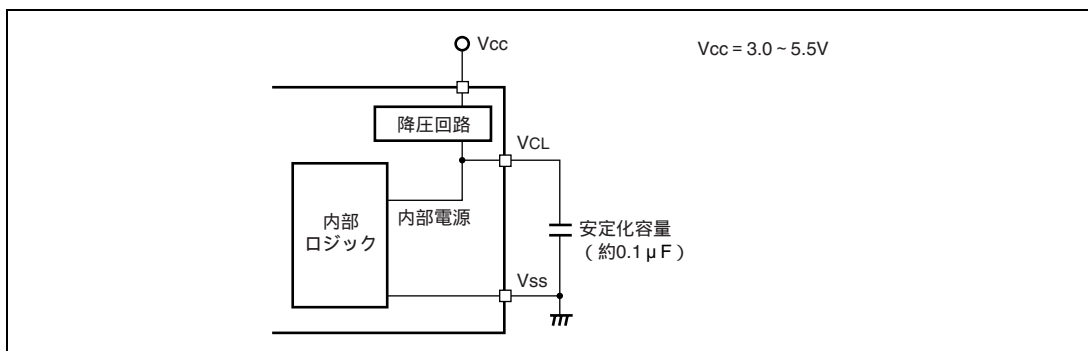 Vcc
Vcc = 3.0 ~ 5.5V
降圧回路
VCL
内部
ロジック
内部電源
安定化容量
（約0.1μF）
Vss